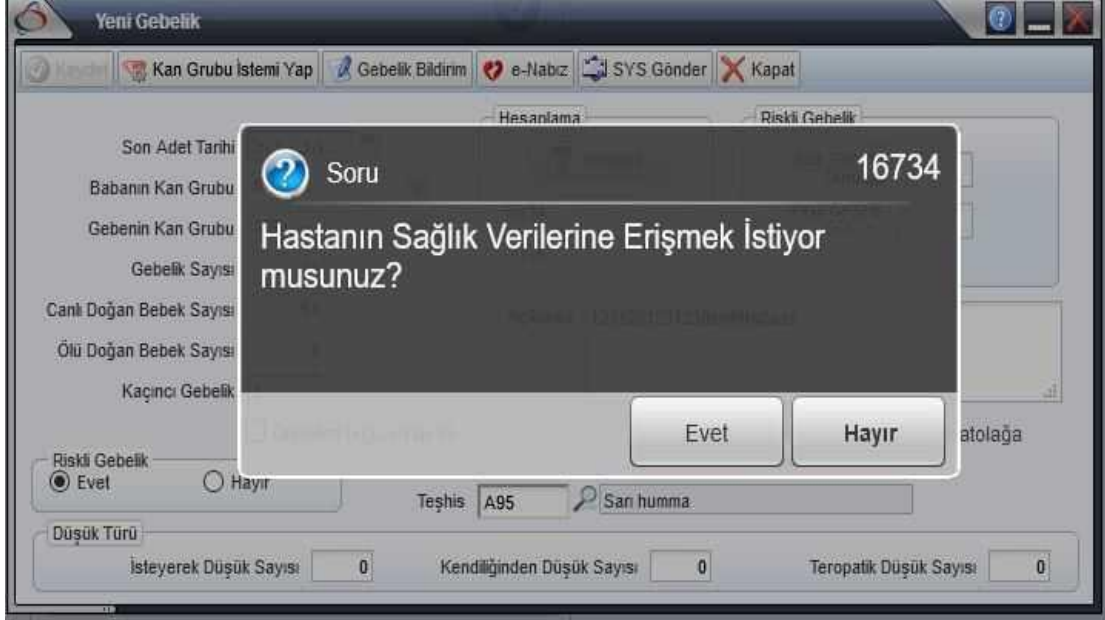 Yeni Gebelik
Kaydet Kan Grubu İstemi Yap Gebelik Bildirim e-Nabız SYS Gönder Kapat
Hesaplama Riskli Gebelik
Son Adet Tarihi
Babanın Kan Grubu
Gebenin Kan Grubu
Gebelik Sayısı
Canlı Doğan Bebek Sayısı
Ölü Doğan Bebek Sayısı
Kaçıncı Gebelik
Soru 16734
Hastanın Sağlık Verilerine Erişmek İstiyor
musunuz?
Evet Hayır
atolağa
Riskli Gebelik
Evet Hayır
Teşhis A95 Sarı humma
Düşük Türü
İsteyerek Düşük Sayısı 0 Kendiliğinden Düşük Sayısı 0 Teropatik Düşük Sayısı 0